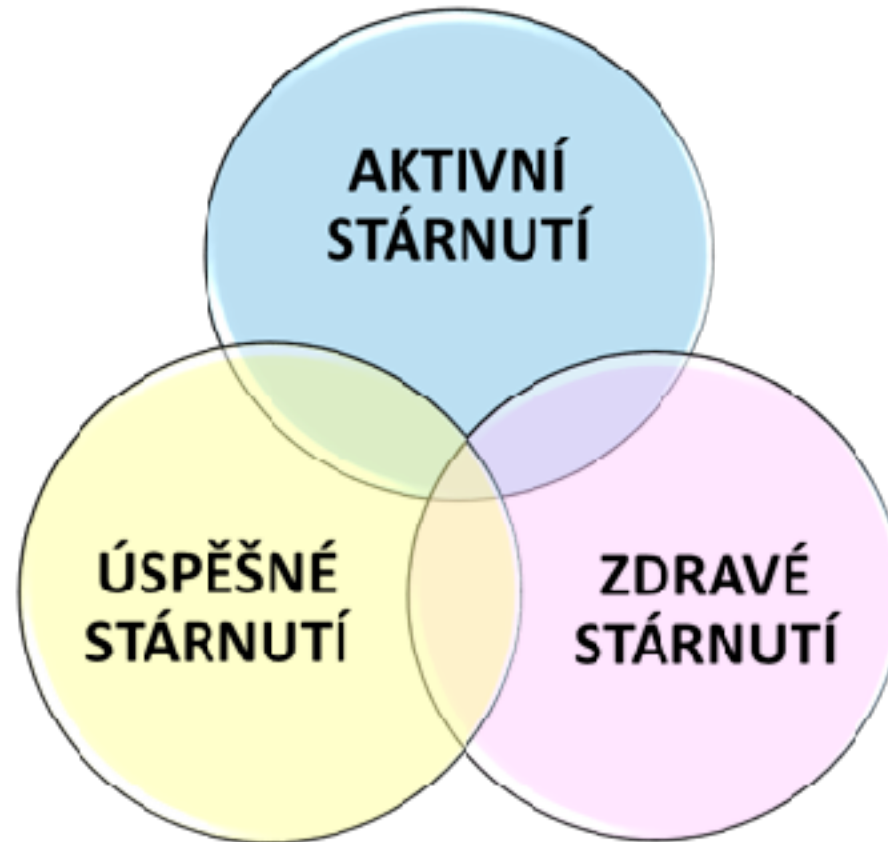 AKTIVNÍ
STÁRNUTÍ
ÚSPĚŠNÉ
STÁRNUTÍ
ZDRAVÉ
STÁRNUTÍ